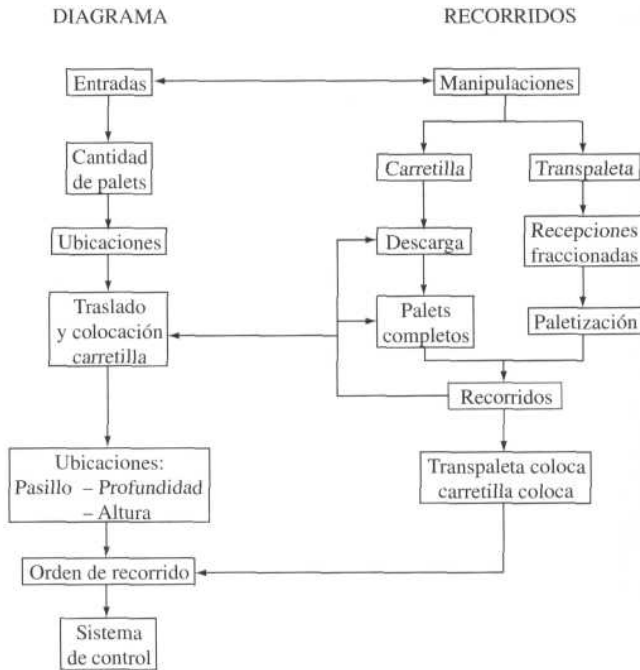 DIAGRAMA
RECORRIDOS
Entradas
Manipulaciones
Cantidad
de palets
Carretilla
Transpaleta
Ubicaciones
Descarga
Recepciones
fraccionadas
Traslado
y colocación
carretilla
Palets
completos
Paletización
Recorridos
Ubicaciones:
Pasillo – Profundidad
– Altura
Transpaleta coloca
carretilla coloca
Orden de recorrido
Sistema
de control